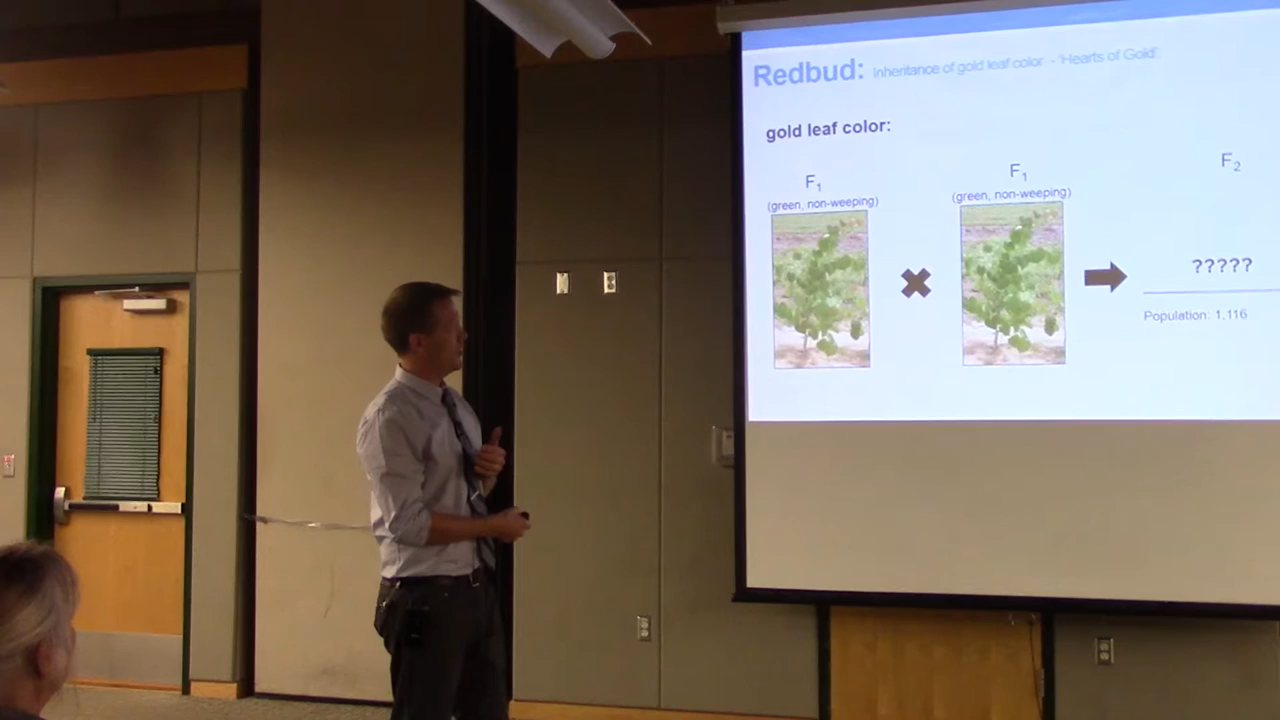 Redbud: Inheritance of gold leaf color - 'Hearts of Gold'
gold leaf color:
F₁
(green, non-weeping)
F₁
(green, non-weeping)
F₂
?????
Population: 1,116